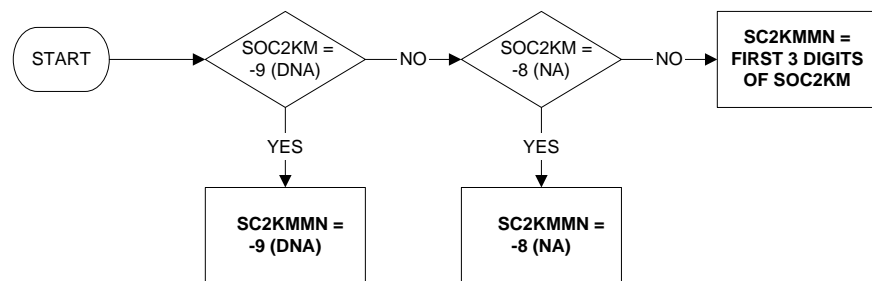 START
SOC2KM =
-9 (DNA)
NO
SOC2KM =
-8 (NA)
NO
SC2KMMN =
FIRST 3 DIGITS
OF SOC2KM
YES
YES
SC2KMMN =
-9 (DNA)
SC2KMMN =
-8 (NA)